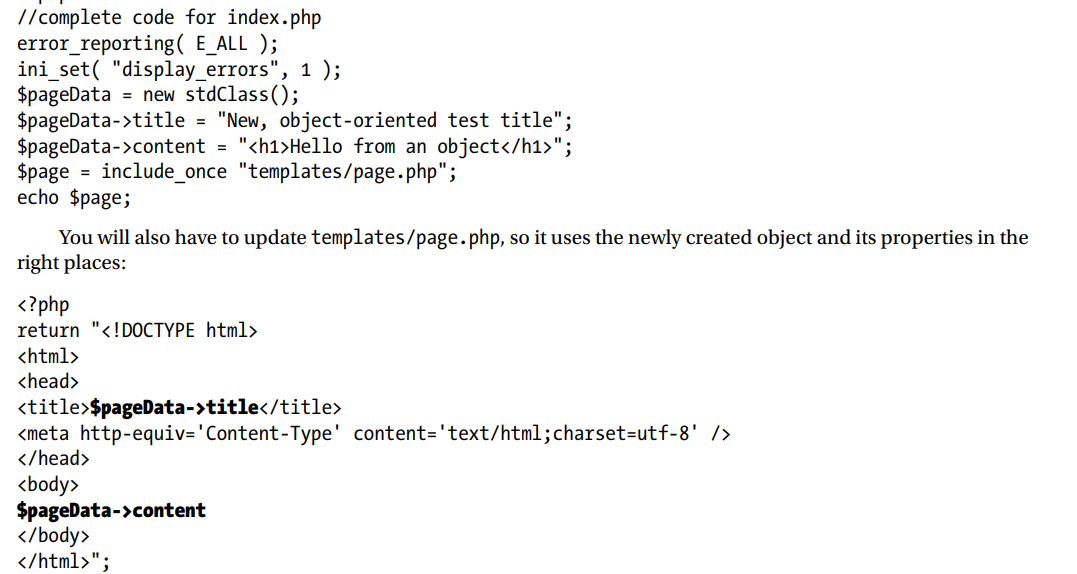 //complete code for index.php
error_reporting( E_ALL );
ini_set( "display_errors", 1 );
$pageData = new stdClass();
$pageData->title = "New, object-oriented test title";
$pageData->content = "<h1>Hello from an object</h1>";
$page = include_once "templates/page.php";
echo $page;
You will also have to update templates/page.php, so it uses the newly created object and its properties in the
right places:
<?php
return "<!DOCTYPE html>
<html>
<head>
<title>$pageData->title</title>
<meta http-equiv='Content-Type' content='text/html;charset=utf-8' />
</head>
<body>
$pageData->content
</body>
</html>";